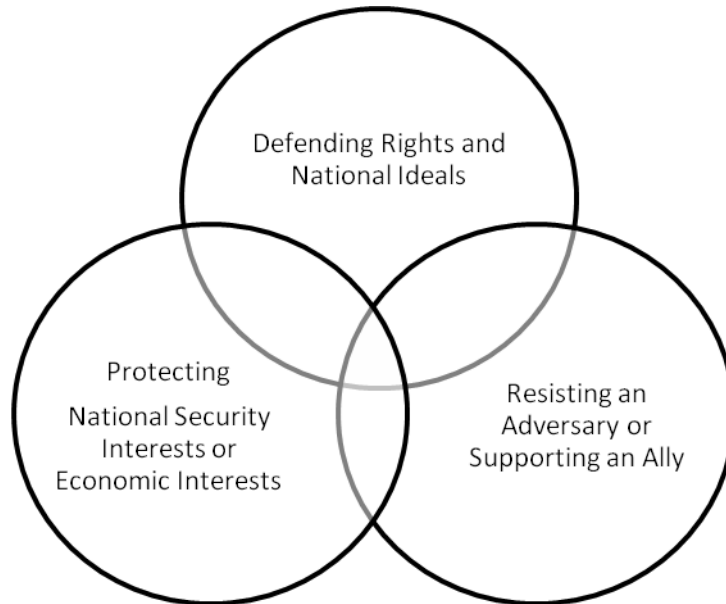 Defending Rights and
National Ideals
Protecting
National Security
Interests or
Economic Interests
Resisting an
Adversary or
Supporting an Ally